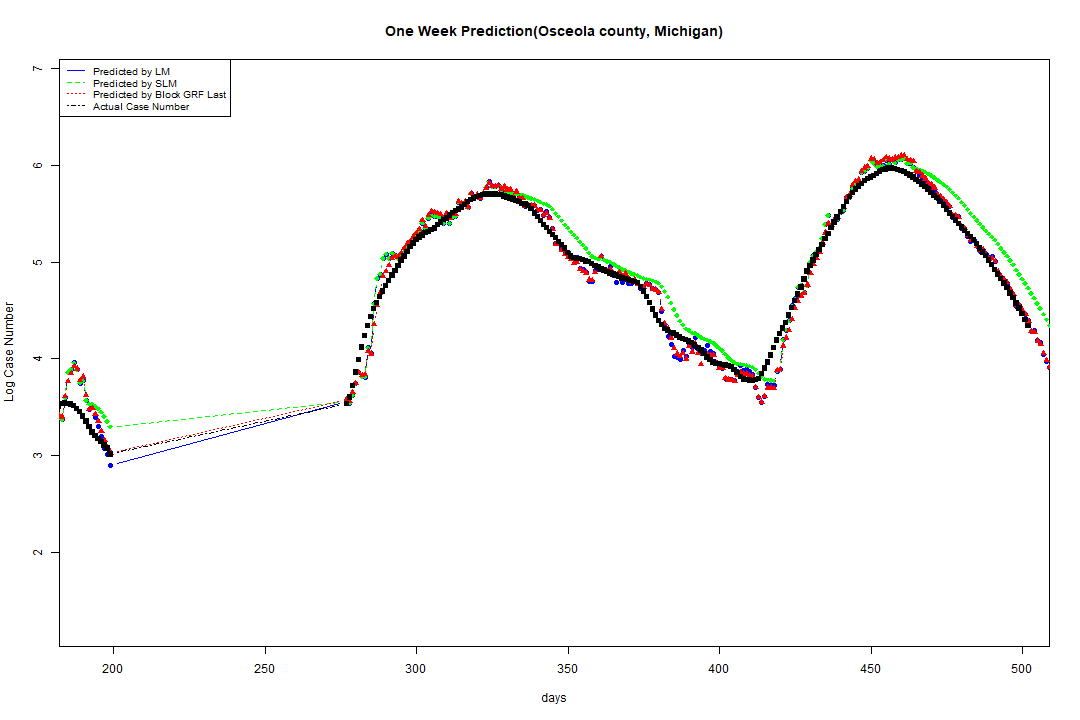 One Week Prediction(Osceola county, Michigan)
Predicted by LM
Predicted by SLM
Predicted by Block GRF Last
Actual Case Number
7
6
5
4
3
2
Log Case Number
200 250 300 350 400 450 500
days